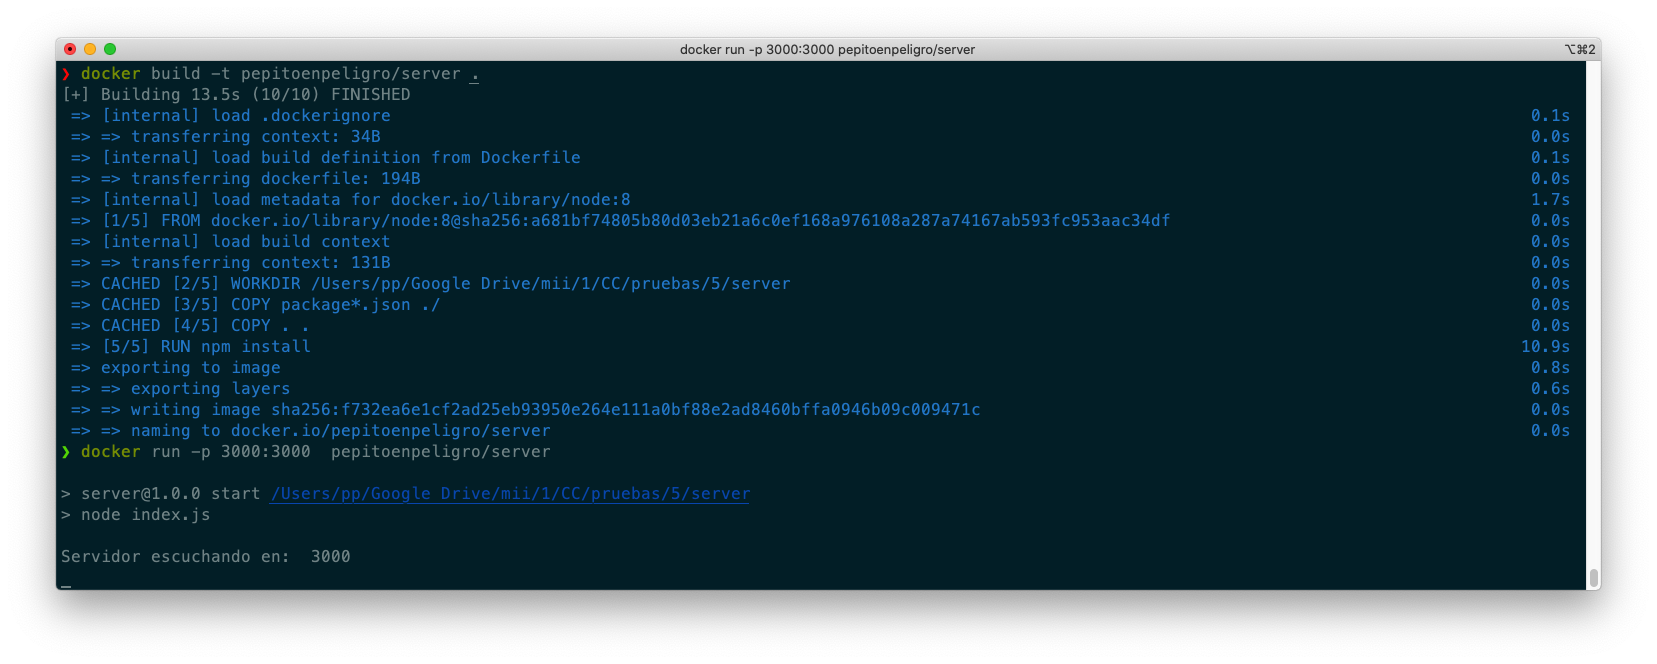 docker run -p 3000:3000 pepitoenpeligro/server ⌥⌘2
❯ docker build -t pepitoenpeligro/server .
[+] Building 13.5s (10/10) FINISHED
=> [internal] load .dockerignore 0.1s
=> => transferring context: 34B 0.0s
=> [internal] load build definition from Dockerfile 0.1s
=> => transferring dockerfile: 194B 0.0s
=> [internal] load metadata for docker.io/library/node:8 1.7s
=> [1/5] FROM docker.io/library/node:8@sha256:a681bf74805b80d03eb21a6c0ef168a976108a287a74167ab593fc953aac34df 0.0s
=> [internal] load build context 0.0s
=> => transferring context: 131B 0.0s
=> CACHED [2/5] WORKDIR /Users/pp/Google Drive/mii/1/CC/pruebas/5/server 0.0s
=> CACHED [3/5] COPY package*.json ./ 0.0s
=> CACHED [4/5] COPY . . 0.0s
=> [5/5] RUN npm install 10.9s
=> exporting to image 0.8s
=> => exporting layers 0.6s
=> => writing image sha256:f732ea6e1cf2ad25eb93950e264e111a0bf88e2ad8460bffa0946b09c009471c 0.0s
=> => naming to docker.io/pepitoenpeligro/server 0.0s
❯ docker run -p 3000:3000  pepitoenpeligro/server
> server@1.0.0 start /Users/pp/Google Drive/mii/1/CC/pruebas/5/server
> node index.js
Servidor escuchando en:  3000